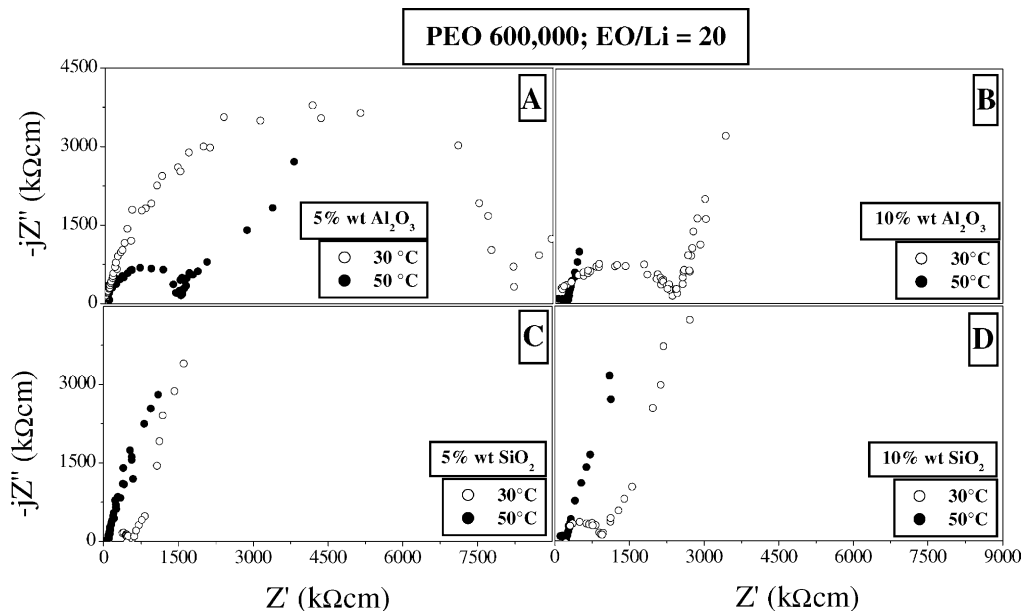 PEO 600,000; EO/Li = 20
4500
3000
1500
0
-jZ" (kΩcm)
A
5% wt Al₂O₃
30 °C
50 °C
B
10% wt Al₂O₃
30°C
50°C
3000
1500
0
-jZ" (kΩcm)
C
5% wt SiO₂
30°C
50°C
D
10% wt SiO₂
30°C
50°C
0 1500 3000 4500 6000 7500
0 1500 3000 4500 6000 7500 9000
Z' (kΩcm)
Z' (kΩcm)